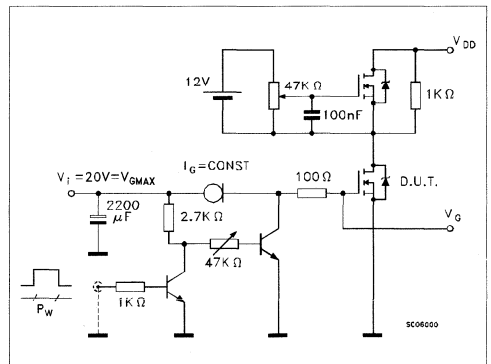 V_DD
12V
47KΩ
100nF
1KΩ
I_G=CONST
V_i =20V=V_GMAX
2200
μF
2.7KΩ
100Ω
D.U.T.
V_G
47KΩ
1KΩ
P_W
SC06000